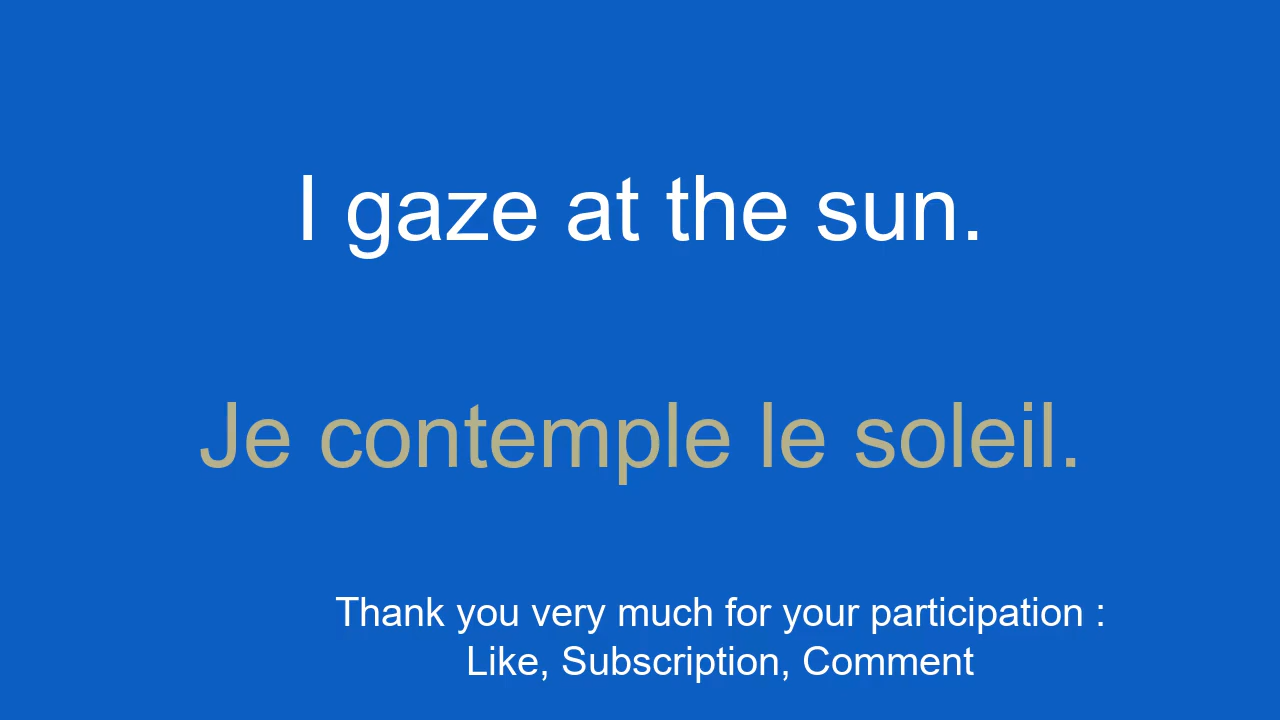 I gaze at the sun.
Je contemple le soleil.
Thank you very much for your participation :
Like, Subscription, Comment